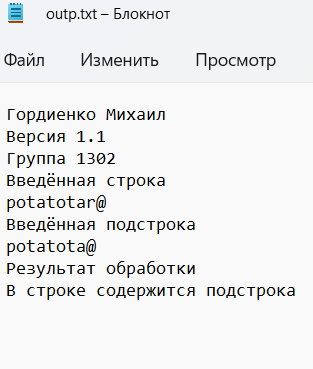 outp.txt – Блокнот
Файл Изменить Просмотр
Гордиенко Михаил
Версия 1.1
Группа 1302
Введённая строка
potatotar@
Введённая подстрока
potatota@
Результат обработки
В строке содержится подстрока